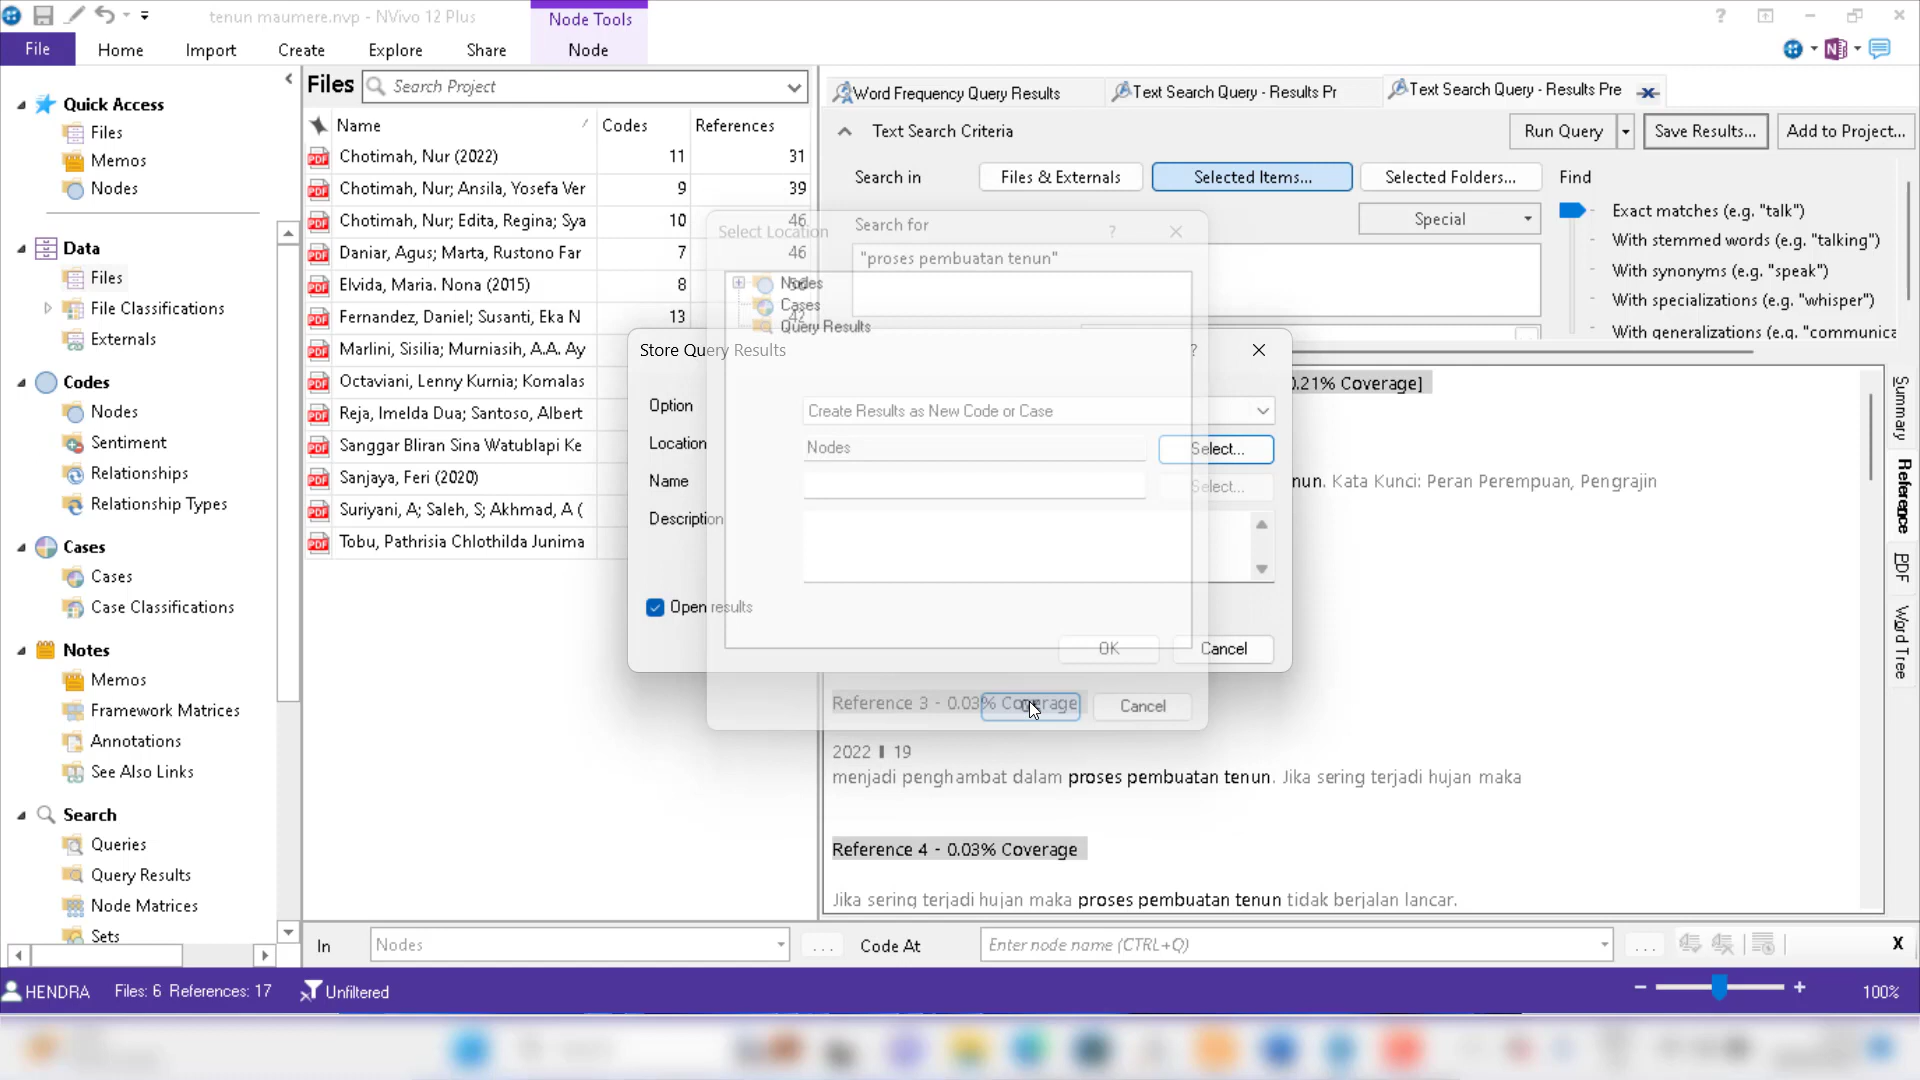 tenun maumere.nvp - NVivo 12 Plus
Node Tools
File
Home
Import
Create
Explore
Share
Node
Quick Access
Files
Memos
Nodes
Data
Files
File Classifications
Externals
Codes
Nodes
Sentiment
Relationships
Relationship Types
Cases
Cases
Case Classifications
Notes
Memos
Framework Matrices
Annotations
See Also Links
Search
Queries
Query Results
Node Matrices
Sets
Files
Search Project
Name Codes References
Chotimah, Nur (2022) 11 31
Chotimah, Nur; Ansila, Yosefa Ver 9 39
Chotimah, Nur; Edita, Regina; Sya 10 46
Daniar, Agus; Marta, Rustono Far 7 46
Elvida, Maria. Nona (2015) 8
Fernandez, Daniel; Susanti, Eka N 13 42
Marlini, Sisilia; Murniasih, A.A. Ay
Octaviani, Lenny Kurnia; Komalas
Reja, Imelda Dua; Santoso, Albert
Sanggar Bliran Sina Watublapi Ke
Sanjaya, Feri (2020)
Suriyani, A; Saleh, S; Akhmad, A (
Tobu, Pathrisia Chlothilda Junima
Word Frequency Query Results
Text Search Query - Results Pr
Text Search Query - Results Pre
Text Search Criteria
Run Query
Save Results...
Add to Project...
Search in
Files & Externals
Selected Items...
Selected Folders...
Find
Special
Exact matches (e.g. "talk")
With stemmed words (e.g. "talking")
With synonyms (e.g. "speak")
With specializations (e.g. "whisper")
With generalizations (e.g. "communica
Search for
"proses pembuatan tenun"
Select Location
Nodes
Cases
Query Results
OK
Cancel
Store Query Results
Option
Create Results as New Code or Case
Location
Nodes
Select...
Name
Select...
Description
Open results
OK
Cancel
0.21% Coverage]
nun. Kata Kunci: Peran Perempuan, Pengrajin
Reference 3 - 0.03% Coverage
2022 ❚ 19
menjadi penghambat dalam proses pembuatan tenun. Jika sering terjadi hujan maka
Reference 4 - 0.03% Coverage
Jika sering terjadi hujan maka proses pembuatan tenun tidak berjalan lancar.
Summary
Reference
PDF
Word Tree
In
Nodes
...
Code At
Enter node name (CTRL+Q)
...
X
HENDRA
Files: 6 References: 17
Unfiltered
100%